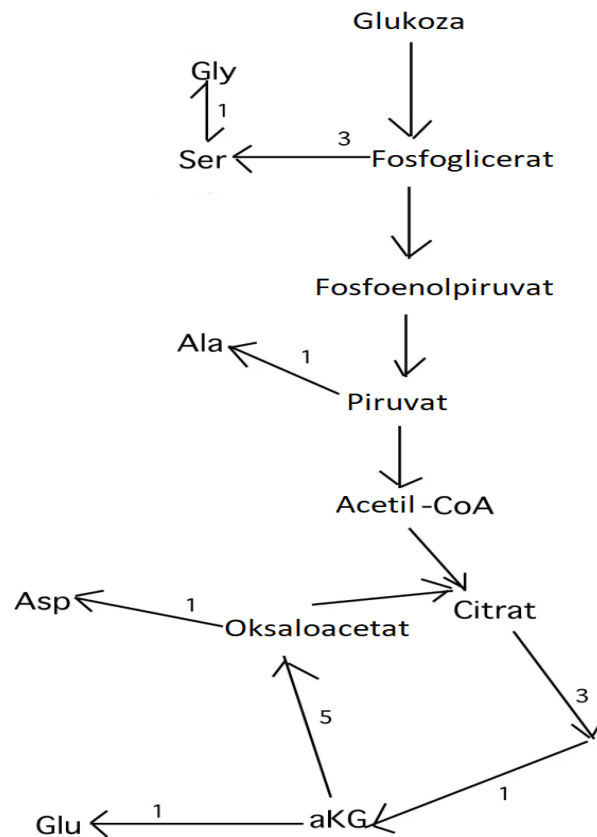 Glukoza
Gly
1
Ser
3
Fosfoglicerat
Fosfoenolpiruvat
Ala
1
Piruvat
Acetil-CoA
Asp
1
Oksaloacetat
Citrat
3
5
1
Glu
1
aKG